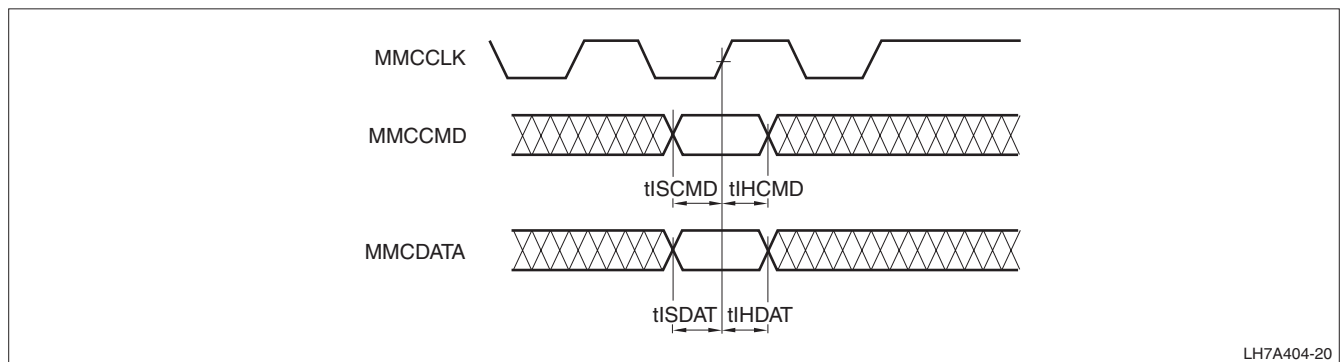 MMCCLK
MMCCMD
tISCMD tIHCMD
MMCDATA
tISDAT tIHDAT
LH7A404-20